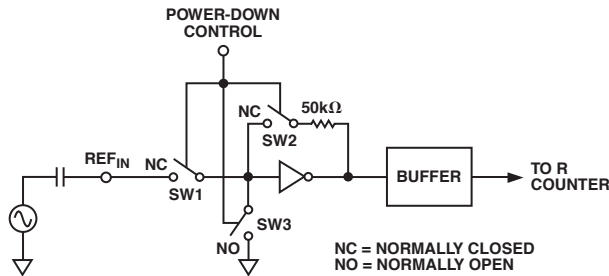 POWER-DOWN
CONTROL
NC
50kΩ
SW2
REFIN
NC
SW1
BUFFER
TO R
COUNTER
SW3
NO
NC = NORMALLY CLOSED
NO = NORMALLY OPEN